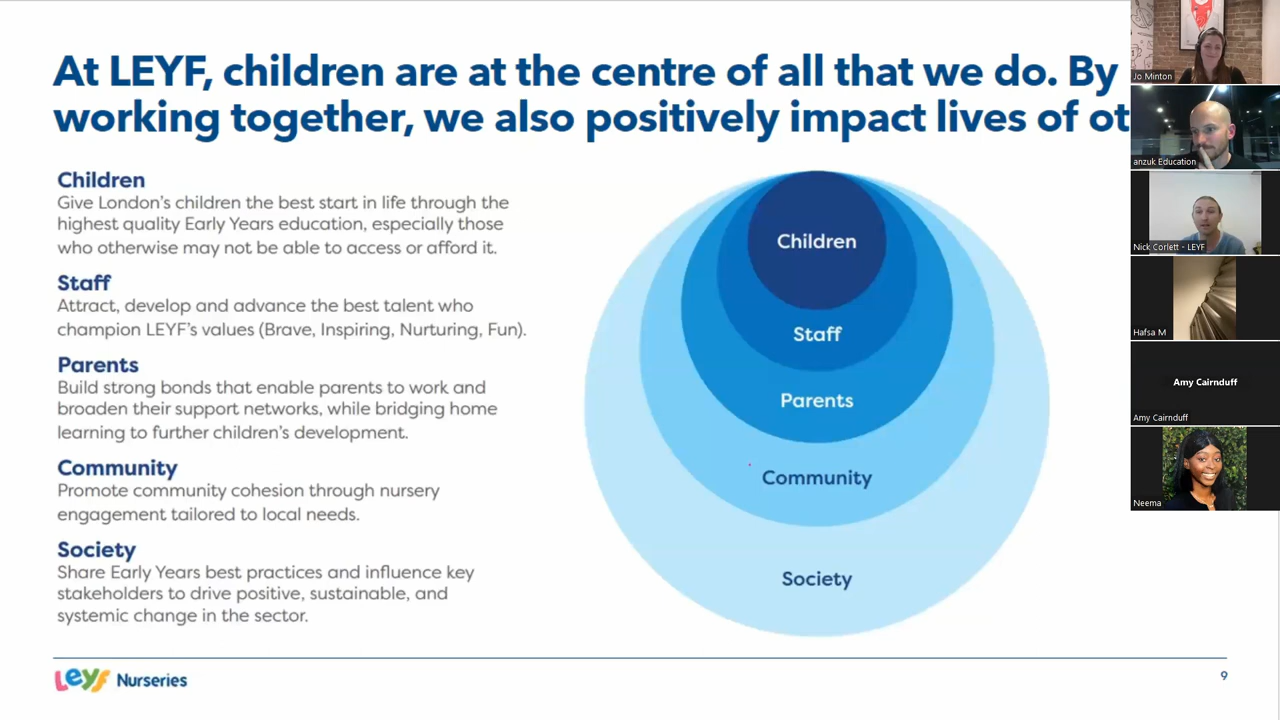 At LEYF, children are at the centre of all that we do. By
working together, we also positively impact lives of ot
Children
Give London's children the best start in life through the
highest quality Early Years education, especially those
who otherwise may not be able to access or afford it.
Staff
Attract, develop and advance the best talent who
champion LEYF's values (Brave, Inspiring, Nurturing, Fun).
Parents
Build strong bonds that enable parents to work and
broaden their support networks, while bridging home
learning to further children's development.
Community
Promote community cohesion through nursery
engagement tailored to local needs.
Society
Share Early Years best practices and influence key
stakeholders to drive positive, sustainable, and
systemic change in the sector.
Children
Staff
Parents
Community
Society
Leyf Nurseries
9
Jo Minton
anzuk Education
Nick Corlett - LEYF
Hafsa M
Amy Cairnduff
Amy Cairnduff
Neema